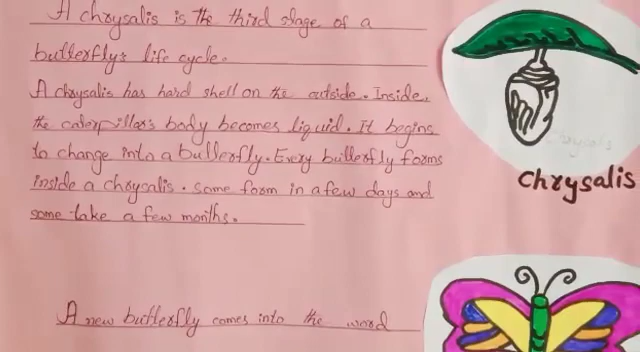 A chrysalis is the third stage of a
butterfly's life cycle.
A chrysalis has hard shell on the outside. Inside,
the caterpillar's body becomes liquid. It begins
to change into a butterfly. Every butterfly forms
inside a chrysalis. Some form in a few days and
some take a few months.
Chrysalis
Chrysalis
A new butterfly comes into the word